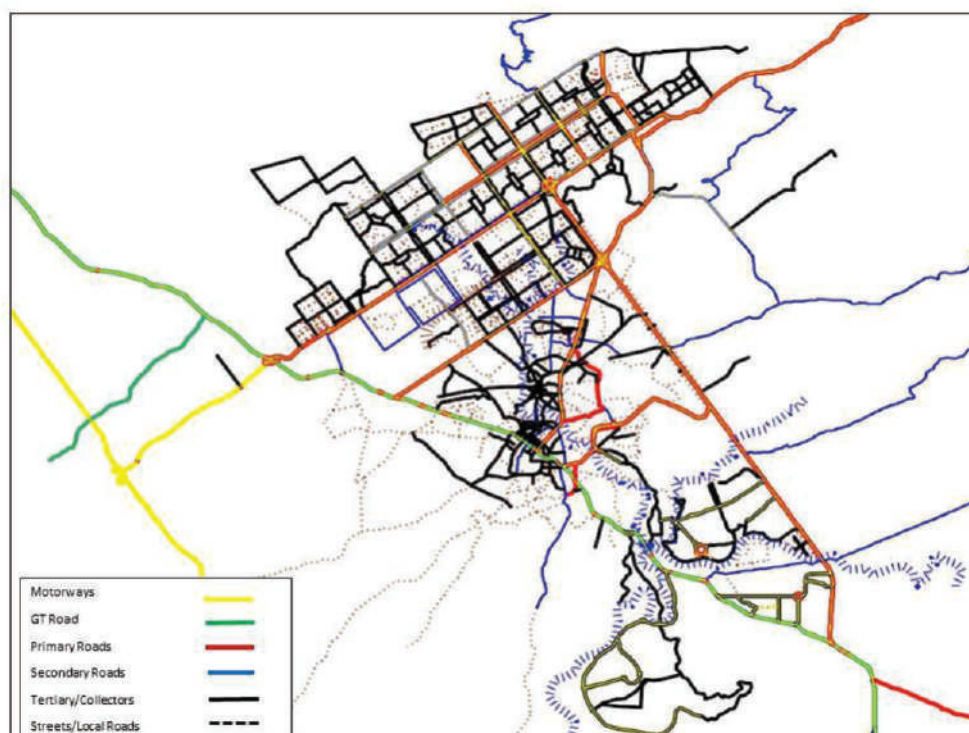 Motorways
GT Road
Primary Roads
Secondary Roads
Tertiary/Collectors
Streets/Local Roads